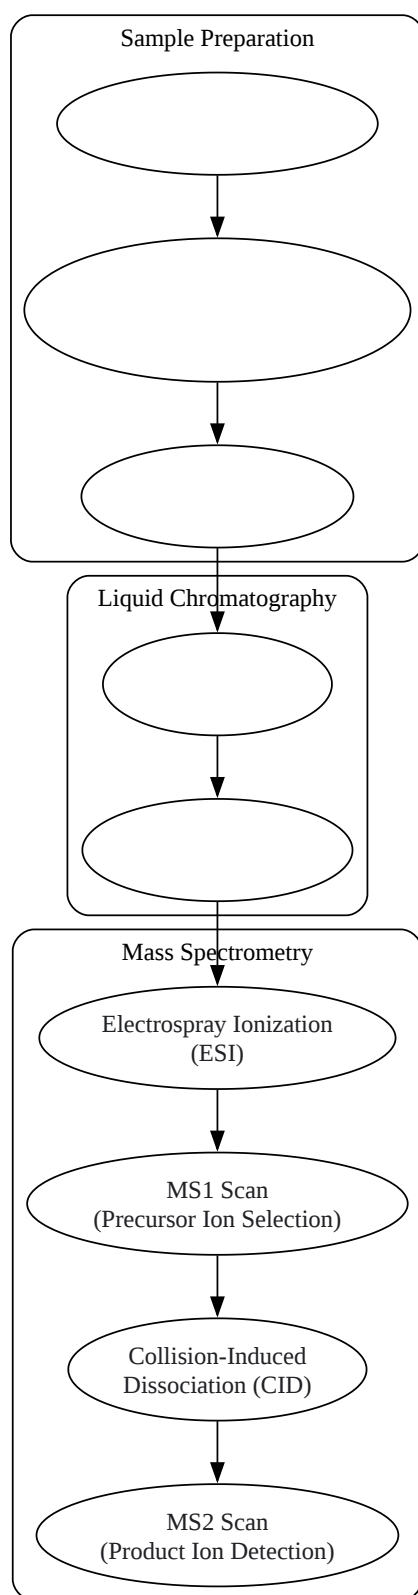 Sample Preparation
Liquid Chromatography
Mass Spectrometry
Electrospray Ionization
(ESI)
MS1 Scan
(Precursor Ion Selection)
Collision-Induced
Dissociation (CID)
MS2 Scan
(Product Ion Detection)